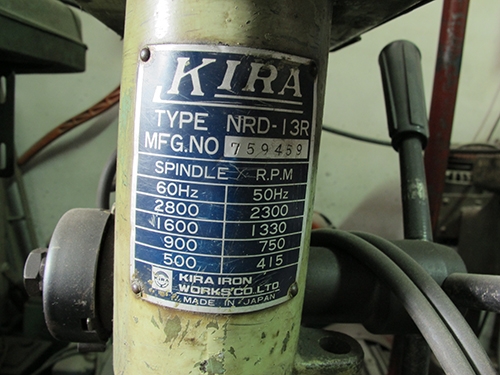 KIRA
TYPE NRD-13R
MFG.NO 759459
SPINDLE R.P.M
60Hz 50Hz
2800 2300
1600 1330
900 750
500 415
KIRA IRON
WORKS CO.LTD
MADE IN JAPAN